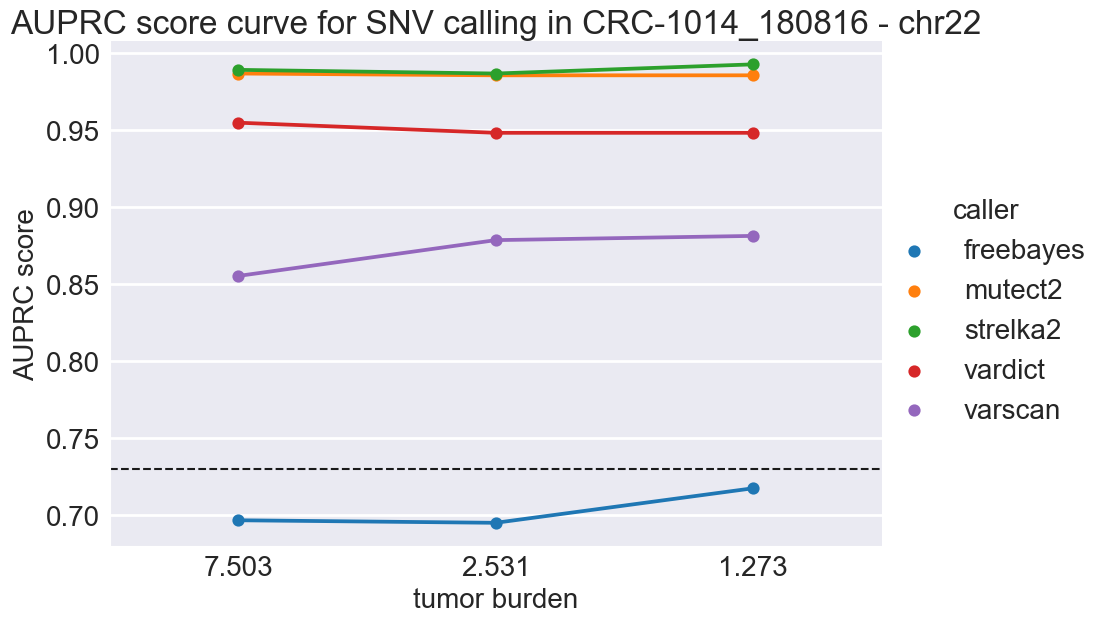 AUPRC score curve for SNV calling in CRC-1014_180816 - chr22
1.00
0.95
0.90
0.85
0.80
0.75
0.70
AUPRC score
7.503 2.531 1.273
tumor burden
caller
freebayes
mutect2
strelka2
vardict
varscan